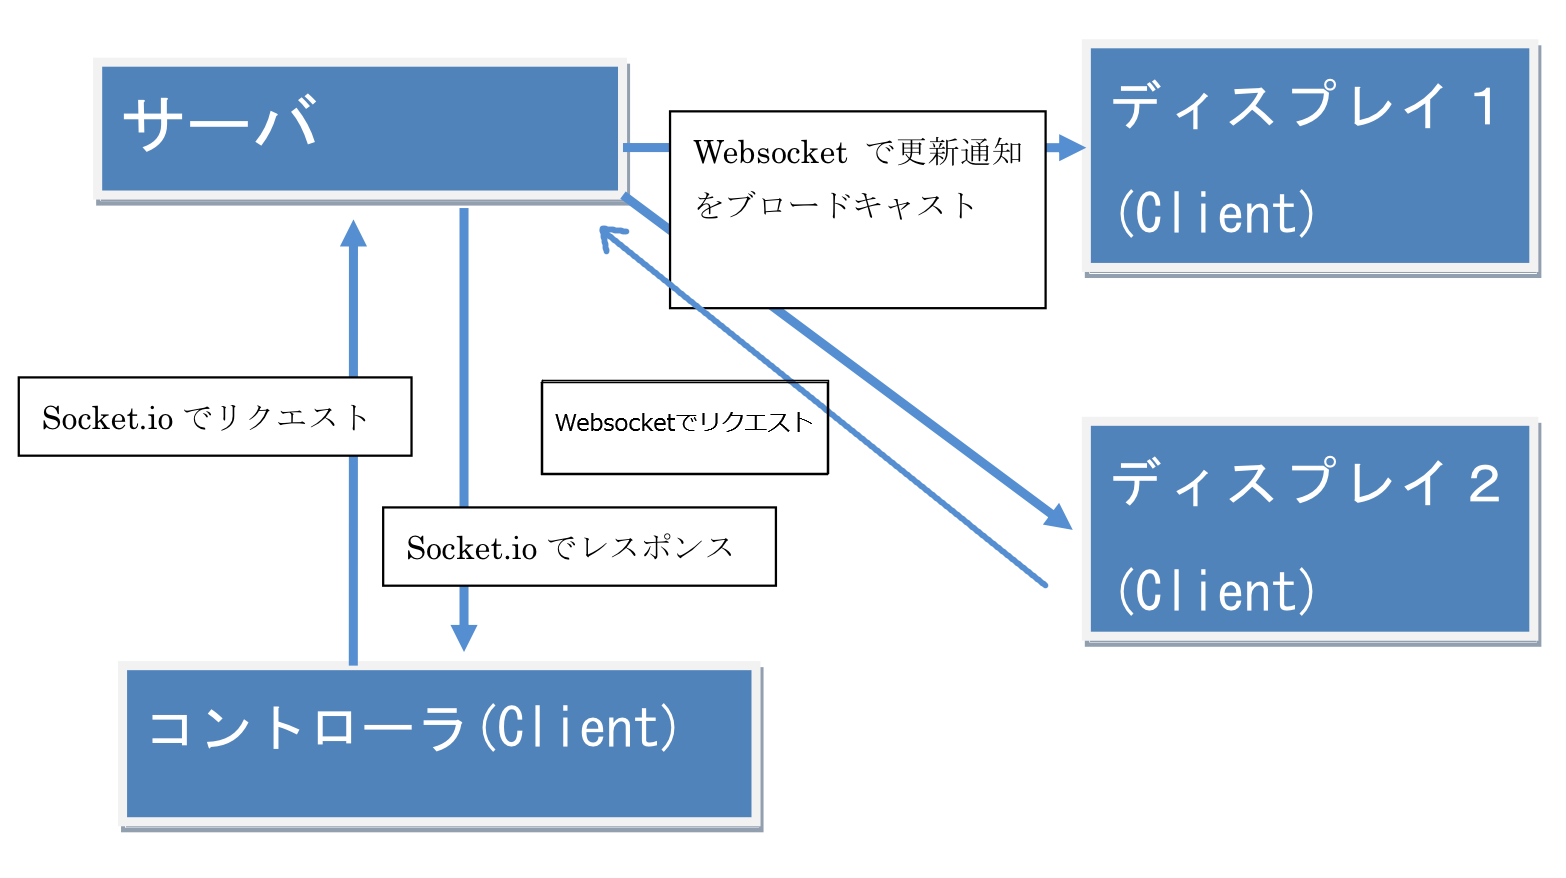 サーバ
Websocket で更新通知
をブロードキャスト
ディスプレイ１
(Client)
Socket.io でリクエスト
Websocketでリクエスト
Socket.io でレスポンス
ディスプレイ２
(Client)
コントローラ(Client)